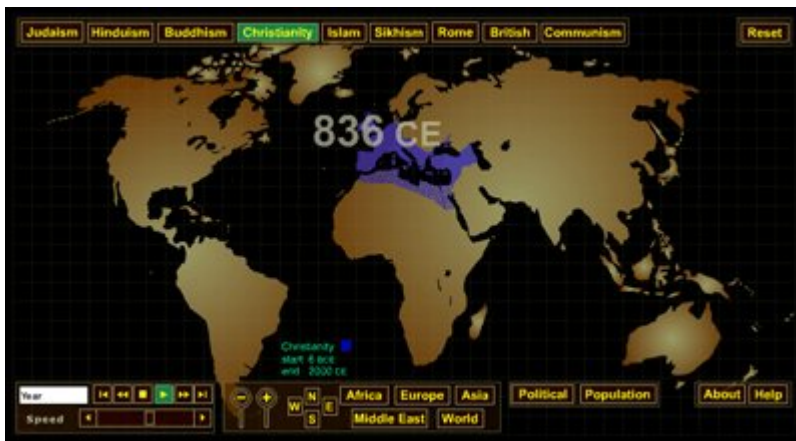 Judaism Hinduism Buddhism Christianity Islam Sikhism Rome British Communism Reset
836 CE
Christianity
start 6 BCE
end 2000 CE
Year N Africa Europe Asia Political Population About Help
W E
Speed S Middle East World